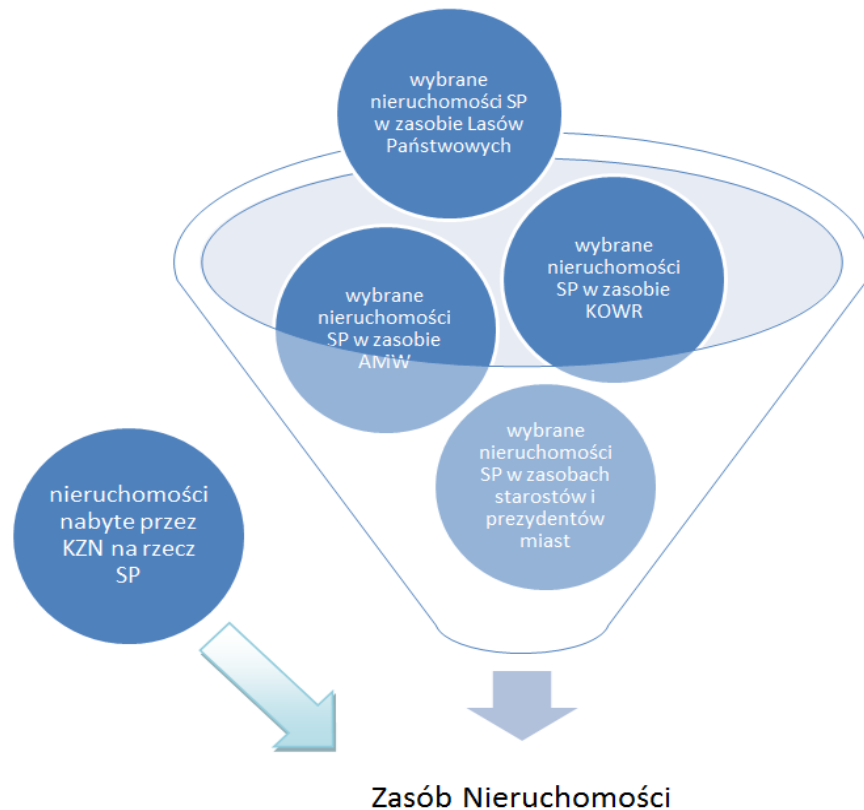 wybrane
nieruchomości SP
w zasobie Lasów
Państwowych
wybrane
nieruchomości
SP w zasobie
KOWR
wybrane
nieruchomości
SP w zasobie
AMW
wybrane
nieruchomości
SP w zasobach
starostów i
prezydentów
miast
nieruchomości
nabyte przez
KZN na rzecz
SP
Zasób Nieruchomości